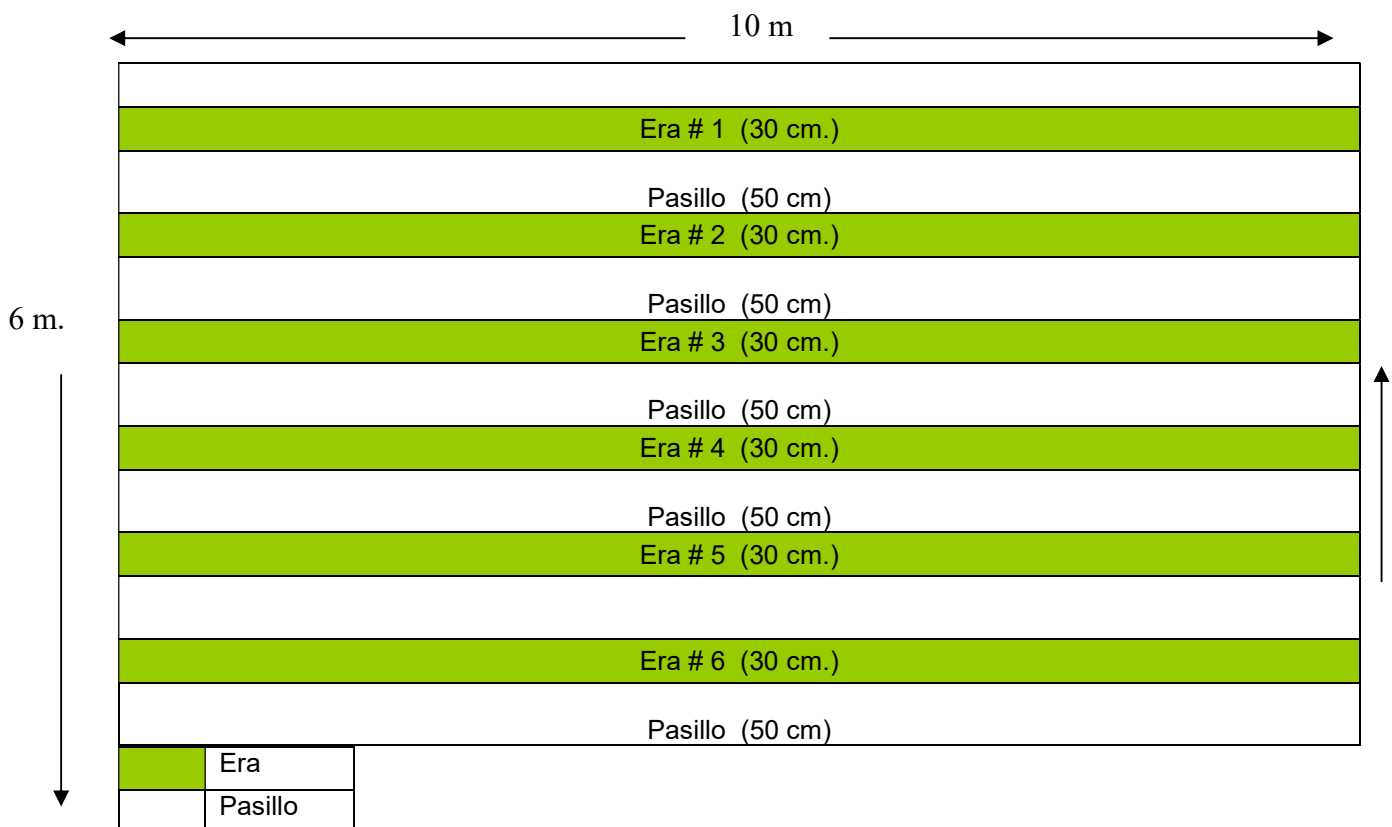 10 m
Era # 1 (30 cm.)
Pasillo (50 cm)
Era # 2 (30 cm.)
Pasillo (50 cm)
6 m.
Era # 3 (30 cm.)
Pasillo (50 cm)
Era # 4 (30 cm.)
Pasillo (50 cm)
Era # 5 (30 cm.)
Era # 6 (30 cm.)
Pasillo (50 cm)
Era
Pasillo